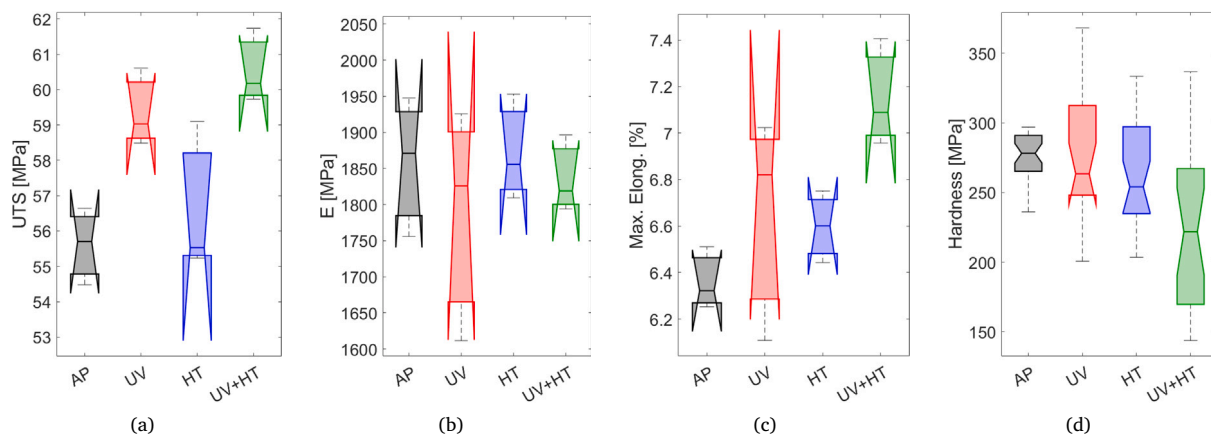 UTS [MPa]
62
61
60
59
58
57
56
55
54
53
AP
UV
HT
UV+HT
(a)
E [MPa]
2050
2000
1950
1900
1850
1800
1750
1700
1650
1600
AP
UV
HT
UV+HT
(b)
Max. Elong. [%]
7.4
7.2
7
6.8
6.6
6.4
6.2
AP
UV
HT
UV+HT
(c)
Hardness [MPa]
350
300
250
200
150
AP
UV
HT
UV+HT
(d)